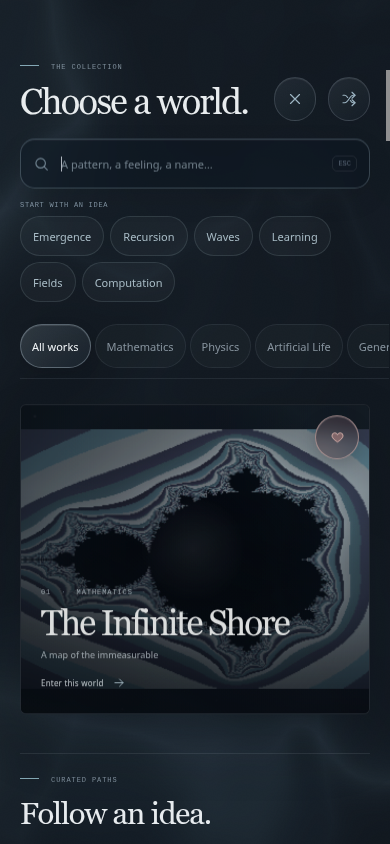 THE COLLECTION
Choose a world.
A pattern, a feeling, a name...
ESC
START WITH AN IDEA
Emergence
Recursion
Waves
Learning
Fields
Computation
All works
Mathematics
Physics
Artificial Life
Gener
01 MATHEMATICS
The Infinite Shore
A map of the immeasurable
Enter this world →
CURATED PATHS
Follow an idea.